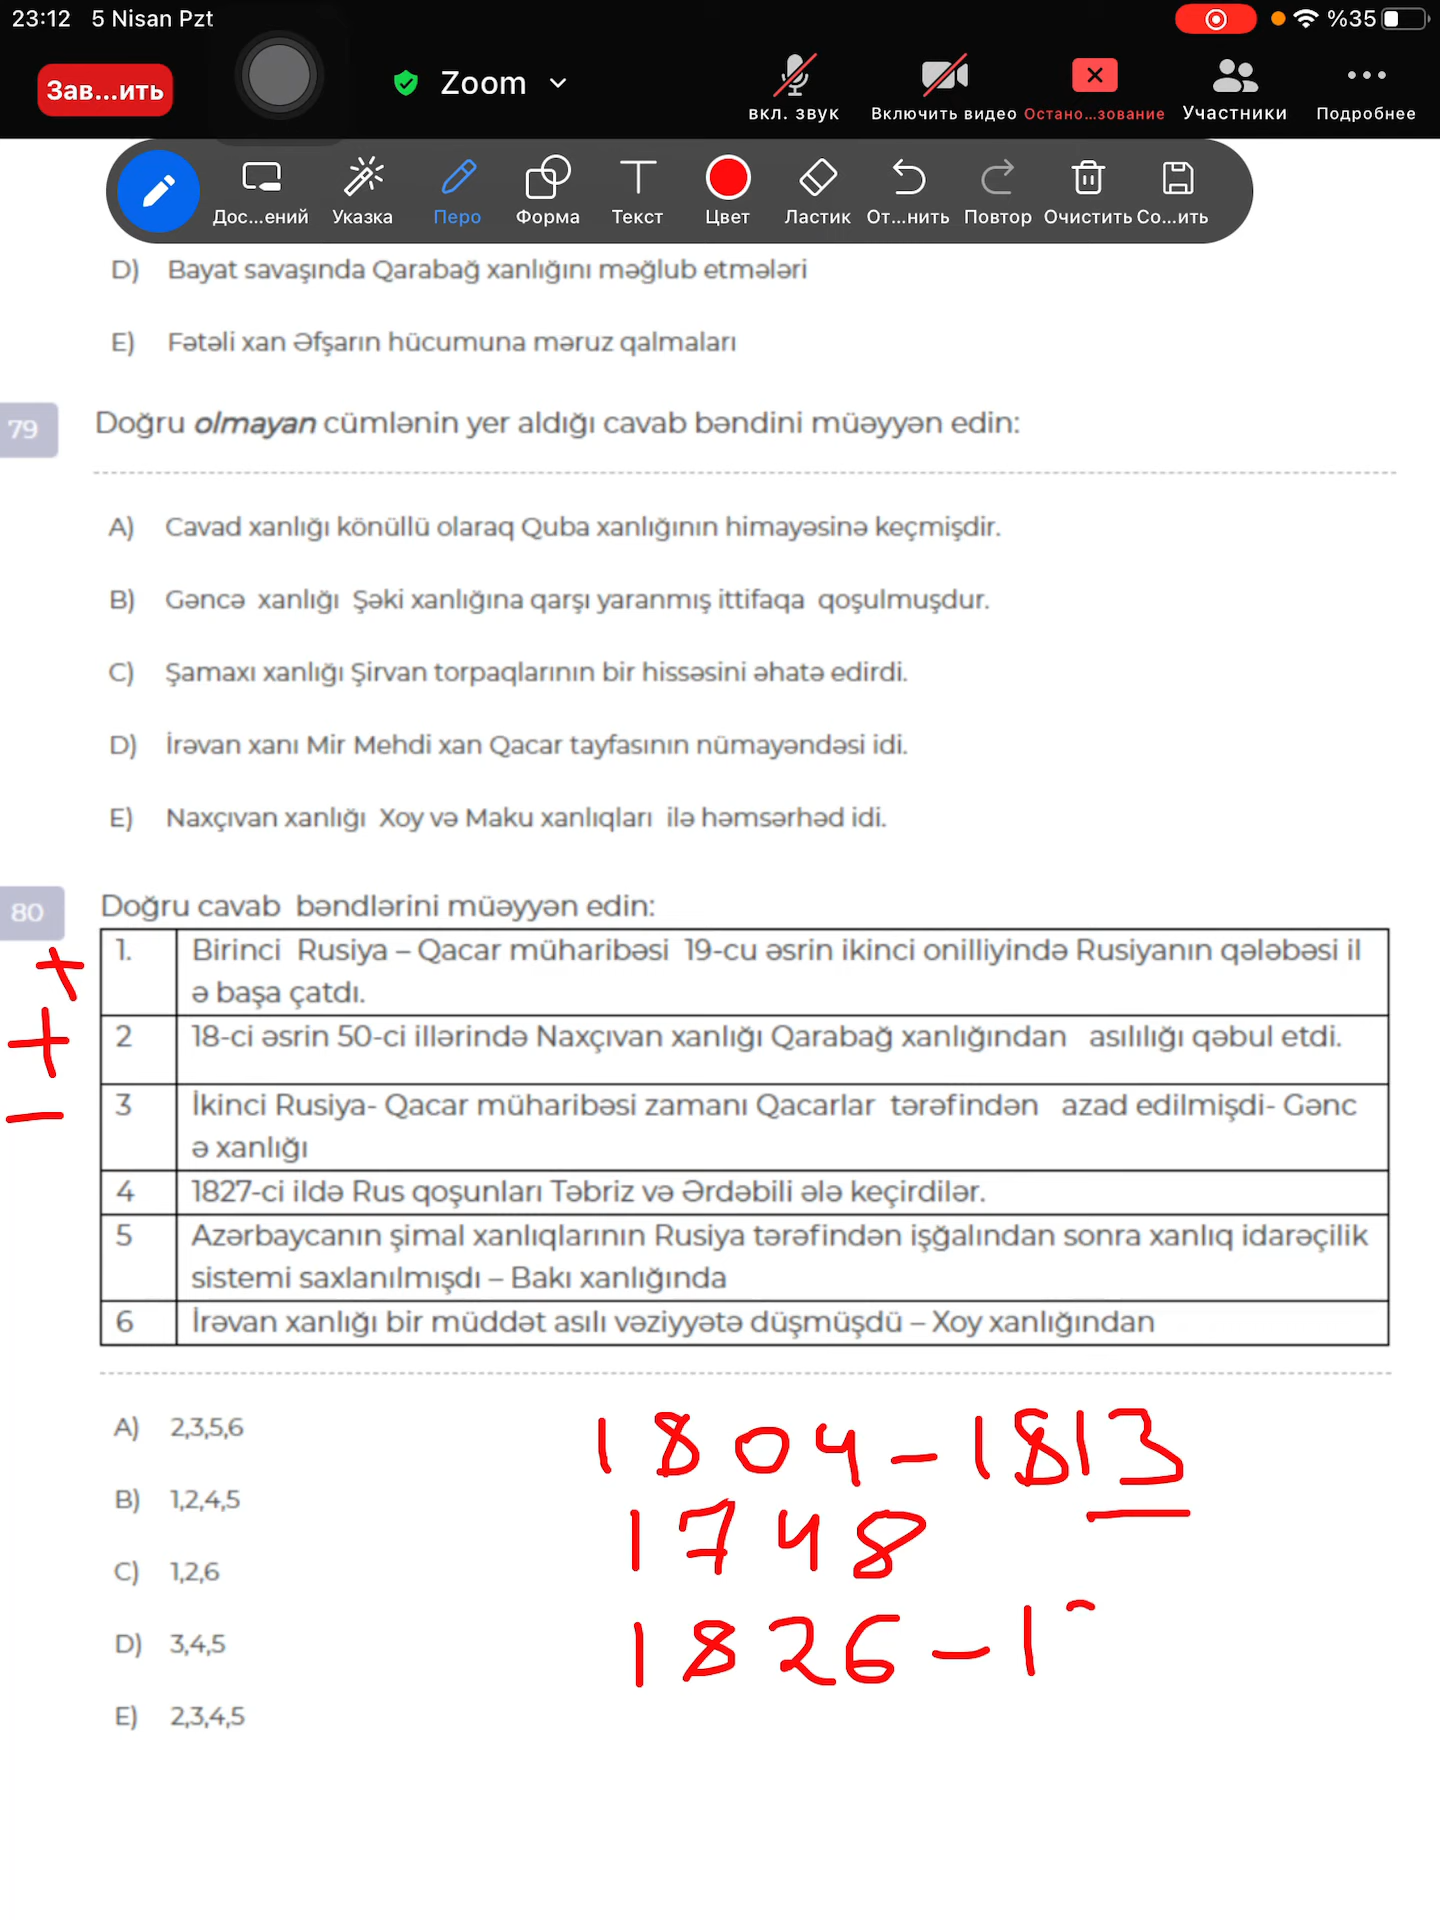 23:12 5 Nisan Pzt %35
Зав...ить Zoom вкл. звук Включить видео Остано...зование Участники Подробнее
Дос...ений Указка Перо Форма Текст Цвет Ластик От...нить Повтор Очистить Со...ить
D) Bayat savaşında Qarabağ xanlığını məğlub etmələri
E) Fətəli xan Əfşarın hücumuna məruz qalmaları
79 Doğru olmayan cümlənin yer aldığı cavab bəndini müəyyən edin:
A) Cavad xanlığı könüllü olaraq Quba xanlığının himayəsinə keçmişdir.
B) Gəncə xanlığı Şəki xanlığına qarşı yaranmış ittifaqa qoşulmuşdur.
C) Şamaxı xanlığı Şirvan torpaqlarının bir hissəsini əhatə edirdi.
D) İrəvan xanı Mir Mehdi xan Qacar tayfasının nümayəndəsi idi.
E) Naxçıvan xanlığı Xoy və Maku xanlıqları ilə həmsərhəd idi.
80 Doğru cavab bəndlərini müəyyən edin:
+ 1. Birinci Rusiya – Qacar müharibəsi 19-cu əsrin ikinci onilliyində Rusiyanın qələbəsi il
ə başa çatdı.
+ 2 18-ci əsrin 50-ci illərində Naxçıvan xanlığı Qarabağ xanlığından asılılığı qəbul etdi.
– 3 İkinci Rusiya- Qacar müharibəsi zamanı Qacarlar tərəfindən azad edilmişdi- Gənc
ə xanlığı
4 1827-ci ildə Rus qoşunları Təbriz və Ərdəbili ələ keçirdilər.
5 Azərbaycanın şimal xanlıqlarının Rusiya tərəfindən işğalından sonra xanlıq idarəçilik
sistemi saxlanılmışdı – Bakı xanlığında
6 İrəvan xanlığı bir müddət asılı vəziyyətə düşmüşdü – Xoy xanlığından
A) 2,3,5,6
B) 1,2,4,5
C) 1,2,6
D) 3,4,5
E) 2,3,4,5
1804-1813
1748
1826-1